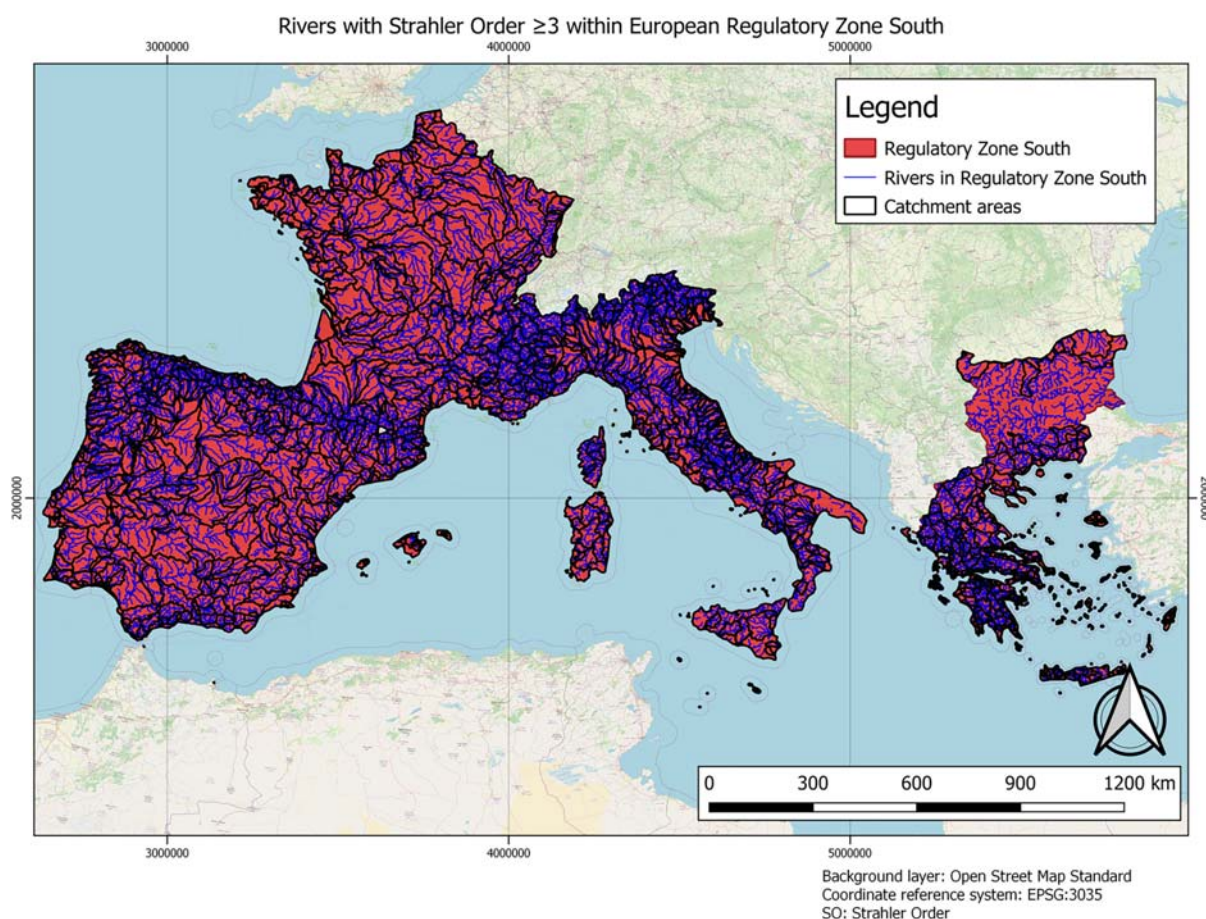 Rivers with Strahler Order ≥3 within European Regulatory Zone South
3000000
4000000
5000000
Legend
Regulatory Zone South
Rivers in Regulatory Zone South
Catchment areas
2000000
2000000
0 300 600 900 1200 km
3000000
4000000
5000000
Background layer: Open Street Map Standard
Coordinate reference system: EPSG:3035
SO: Strahler Order